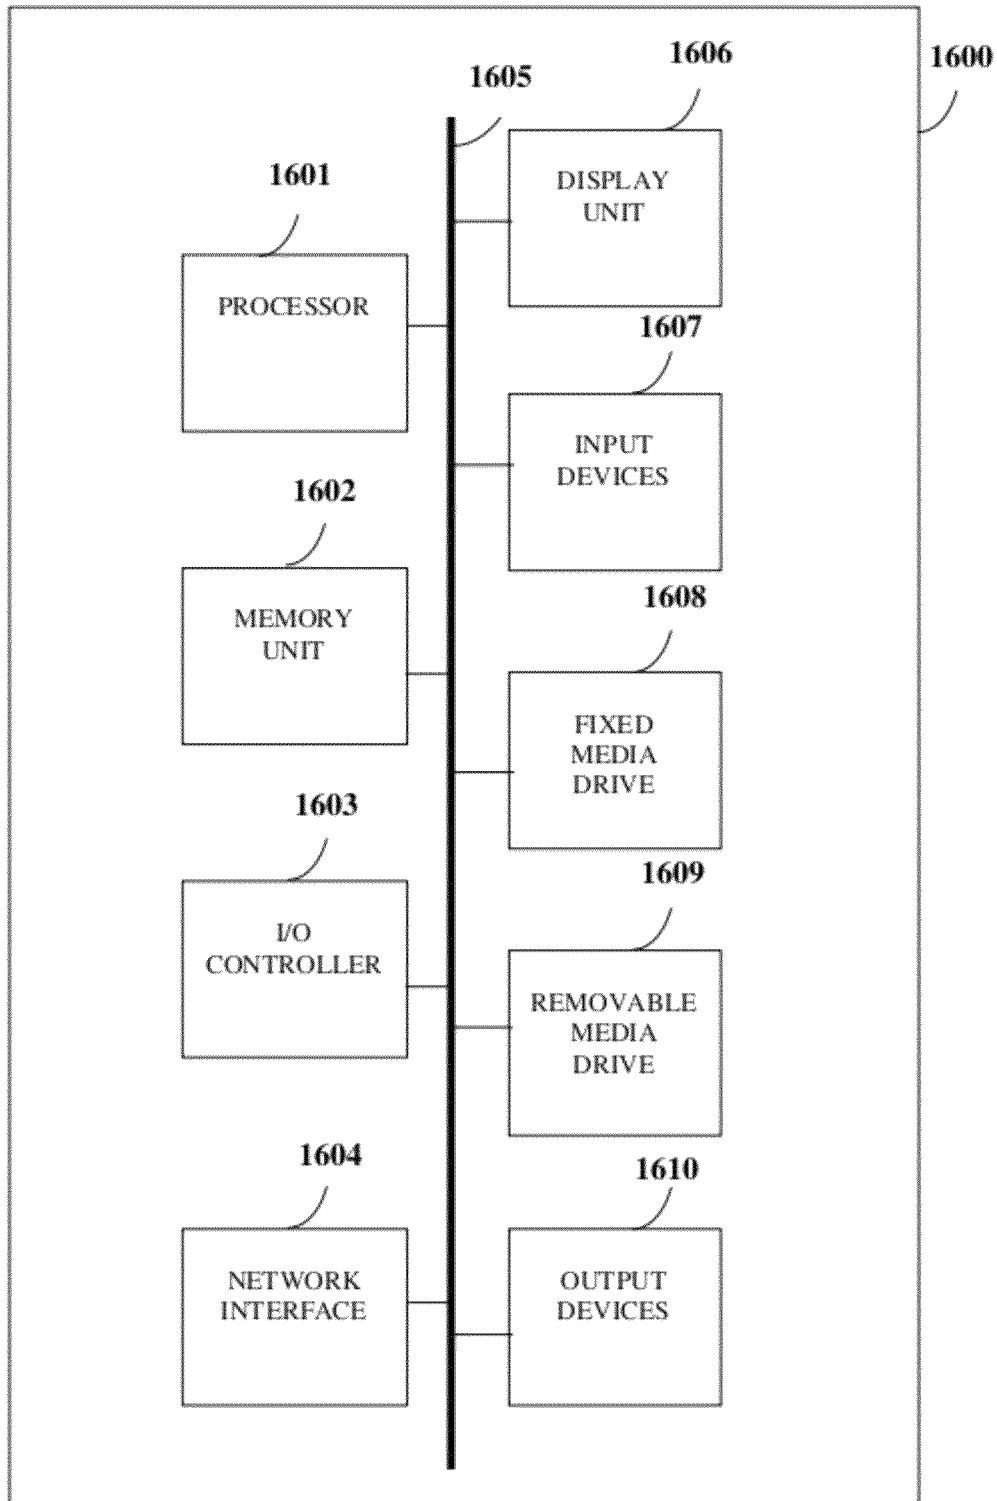 1600
1605
1606
DISPLAY
UNIT
1601
PROCESSOR
1607
INPUT
DEVICES
1602
MEMORY
UNIT
1608
FIXED
MEDIA
DRIVE
1603
I/O
CONTROLLER
1609
REMOVABLE
MEDIA
DRIVE
1604
NETWORK
INTERFACE
1610
OUTPUT
DEVICES